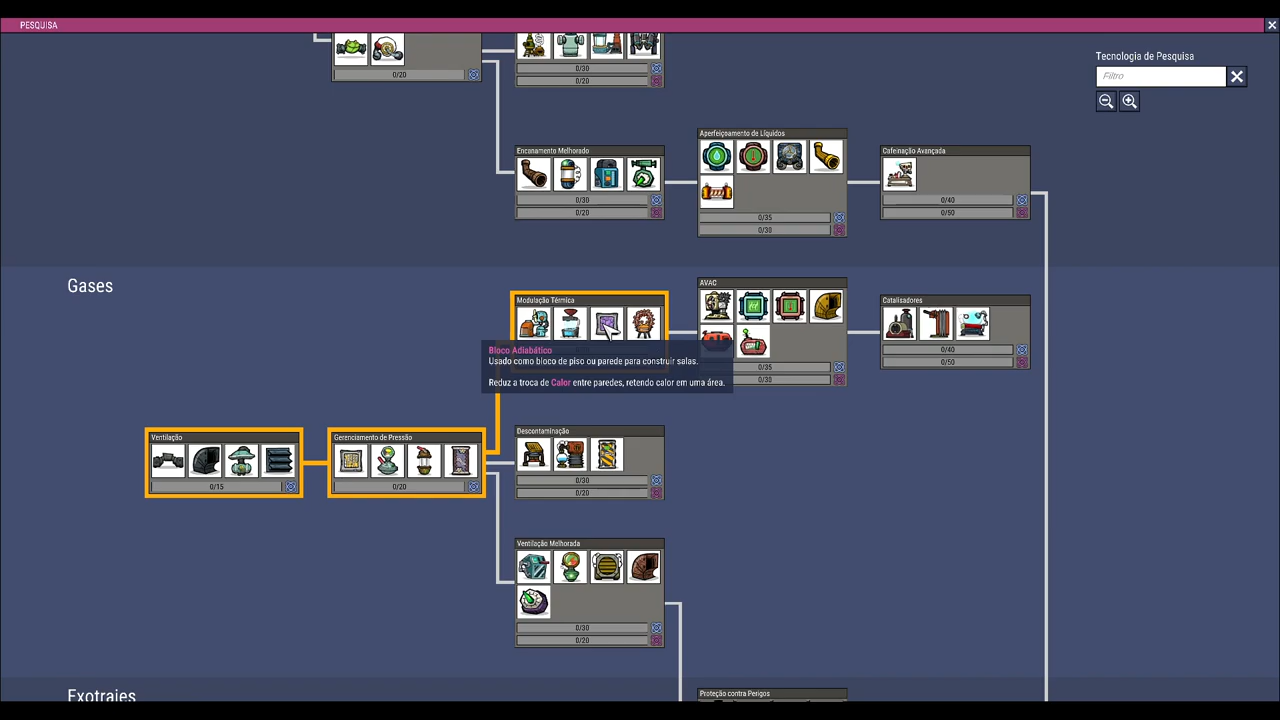 PESQUISA
Tecnologia de Pesquisa
Filtro
0/20
0/30
0/20
Encanamento Melhorado
0/30
0/20
Aperfeiçoamento de Líquidos
0/35
0/30
Cafeinação Avançada
0/40
0/50
Gases
Modulação Térmica
AVAC
0/35
0/30
Catalisadores
0/40
0/50
Bloco Adiabático
Usado como bloco de piso ou parede para construir salas.
Reduz a troca de Calor entre paredes, retendo calor em uma área.
Ventilação
0/15
Gerenciamento de Pressão
0/20
Descontaminação
0/30
0/20
Ventilação Melhorada
0/30
0/20
Exotrajes
Proteção contra Perigos